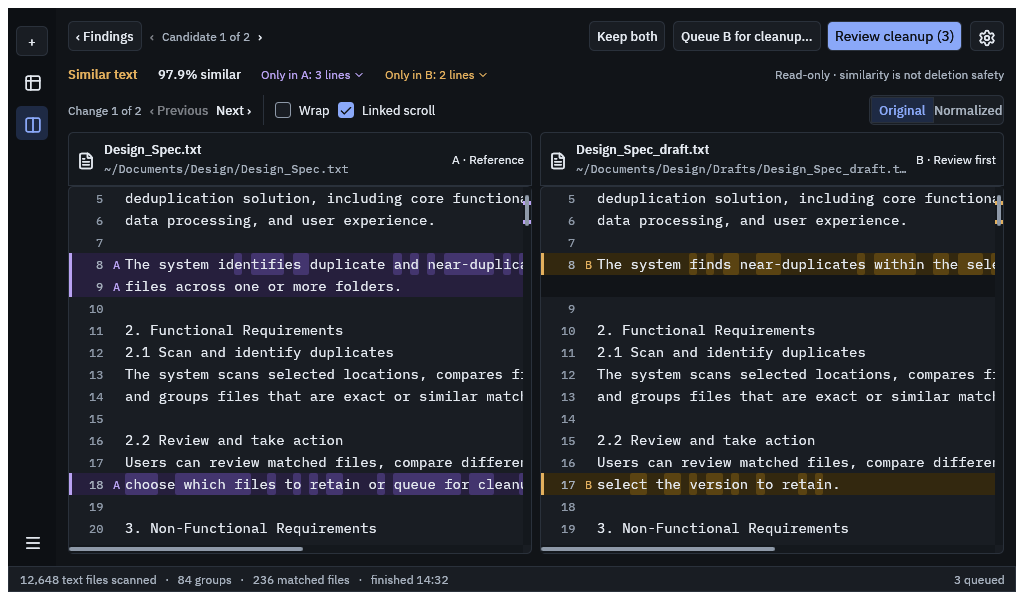 + ‹ Findings ‹ Candidate 1 of 2 › Keep both Queue B for cleanup... Review cleanup (3)
Similar text 97.9% similar Only in A: 3 lines Only in B: 2 lines Read-only · similarity is not deletion safety
Change 1 of 2 ‹ Previous Next › Wrap Linked scroll Original Normalized
Design_Spec.txt
~/Documents/Design/Design_Spec.txt
A · Reference
5 deduplication solution, including core functiona
6 data processing, and user experience.
7
8 A The system identifies duplicate and near-duplica
9 A files across one or more folders.
10
11 2. Functional Requirements
12 2.1 Scan and identify duplicates
13 The system scans selected locations, compares fi
14 and groups files that are exact or similar match
15
16 2.2 Review and take action
17 Users can review matched files, compare differen
18 A choose which files to retain or queue for cleanu
19
20 3. Non-Functional Requirements
Design_Spec_draft.txt
~/Documents/Design/Drafts/Design_Spec_draft.t…
B · Review first
5 deduplication solution, including core functiona
6 data processing, and user experience.
7
8 B The system finds near-duplicates within the sele
9
10 2. Functional Requirements
11 2.1 Scan and identify duplicates
12 The system scans selected locations, compares fi
13 and groups files that are exact or similar match
14
15 2.2 Review and take action
16 Users can review matched files, compare differen
17 B select the version to retain.
18
19 3. Non-Functional Requirements
12,648 text files scanned · 84 groups · 236 matched files · finished 14:32 3 queued